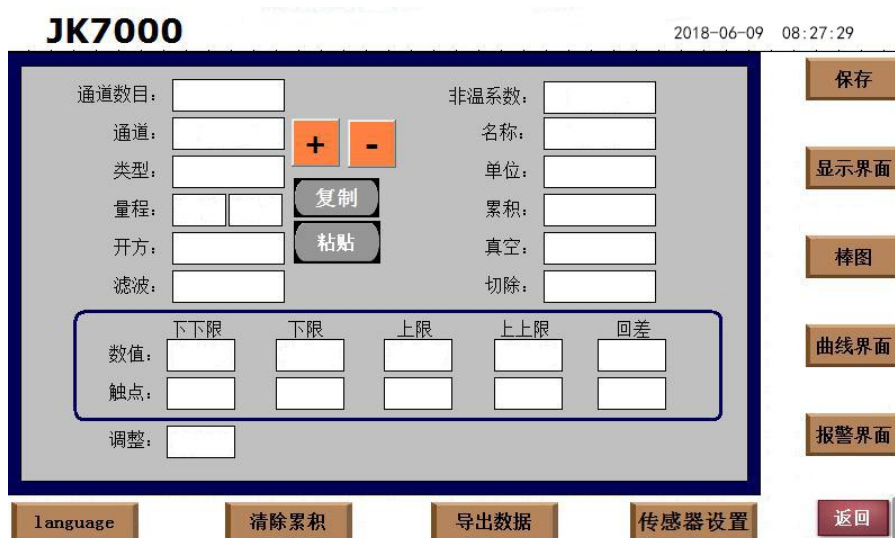 JK7000
2018-06-09 08:27:29
通道数目：
非温系数：
保存
通道：
+
-
名称：
类型：
单位：
显示界面
量程：
复制
累积：
开方：
粘贴
真空：
棒图
滤波：
切除：
下下限 下限 上限 上上限 回差
数值：
曲线界面
触点：
调整：
报警界面
language
清除累积
导出数据
传感器设置
返回